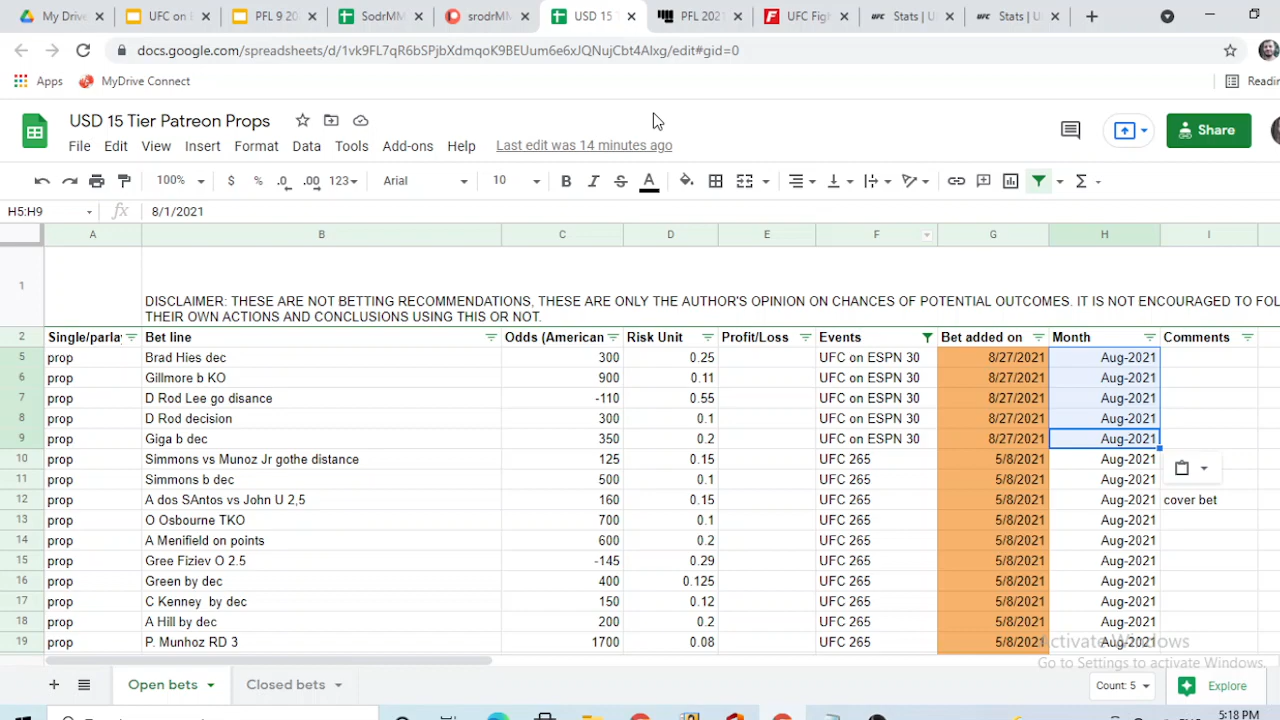 My Drive
UFC on
PFL 9 20
SodrMM
srodrMM
USD 15 T
PFL 2021
UFC Fig
Stats | U
Stats | U
docs.google.com/spreadsheets/d/1vk9FL7qR6bSPjbXdmqoK9BEUum6e6xJQNujCbt4AIxg/edit#gid=0
Apps MyDrive Connect
USD 15 Tier Patreon Props
File Edit View Insert Format Data Tools Add-ons Help Last edit was 14 minutes ago
Share
100% $ % .0 .00 123 Arial 10 B I S A
H5:H9 fx 8/1/2021
A B C D E F G H I
1 DISCLAIMER: THESE ARE NOT BETTING RECOMMENDATIONS, THESE ARE ONLY THE AUTHOR'S OPINION ON CHANCES OF POTENTIAL OUTCOMES. IT IS NOT ENCOURAGED TO
THEIR OWN ACTIONS AND CONCLUSIONS USING THIS OR NOT.
2 Single/parla Bet line Odds (American Risk Unit Profit/Loss Events Bet added on Month Comments
5 prop Brad Hies dec 300 0.25 UFC on ESPN 30 8/27/2021 Aug-2021
6 prop Gillmore b KO 900 0.11 UFC on ESPN 30 8/27/2021 Aug-2021
7 prop D Rod Lee go disance -110 0.55 UFC on ESPN 30 8/27/2021 Aug-2021
8 prop D Rod decision 300 0.1 UFC on ESPN 30 8/27/2021 Aug-2021
9 prop Giga b dec 350 0.2 UFC on ESPN 30 8/27/2021 Aug-2021
10 prop Simmons vs Munoz Jr gothe distance 125 0.15 UFC 265 5/8/2021 Aug-2021
11 prop Simmons b dec 500 0.1 UFC 265 5/8/2021 Aug-2021
12 prop A dos SAntos vs John U 2,5 160 0.15 UFC 265 5/8/2021 Aug-2021 cover bet
13 prop O Osbourne TKO 700 0.1 UFC 265 5/8/2021 Aug-2021
14 prop A Menifield on points 600 0.2 UFC 265 5/8/2021 Aug-2021
15 prop Gree Fiziev O 2.5 -145 0.29 UFC 265 5/8/2021 Aug-2021
16 prop Green by dec 400 0.125 UFC 265 5/8/2021 Aug-2021
17 prop C Kenney by dec 150 0.12 UFC 265 5/8/2021 Aug-2021
18 prop A Hill by dec 200 0.2 UFC 265 5/8/2021 Aug-2021
19 prop P. Munhoz RD 3 1700 0.08 UFC 265 5/8/2021 Aug-2021
Activate Windows
Go to Settings to activate Windows.
Open bets Closed bets Count: 5 Explore
5:18 PM